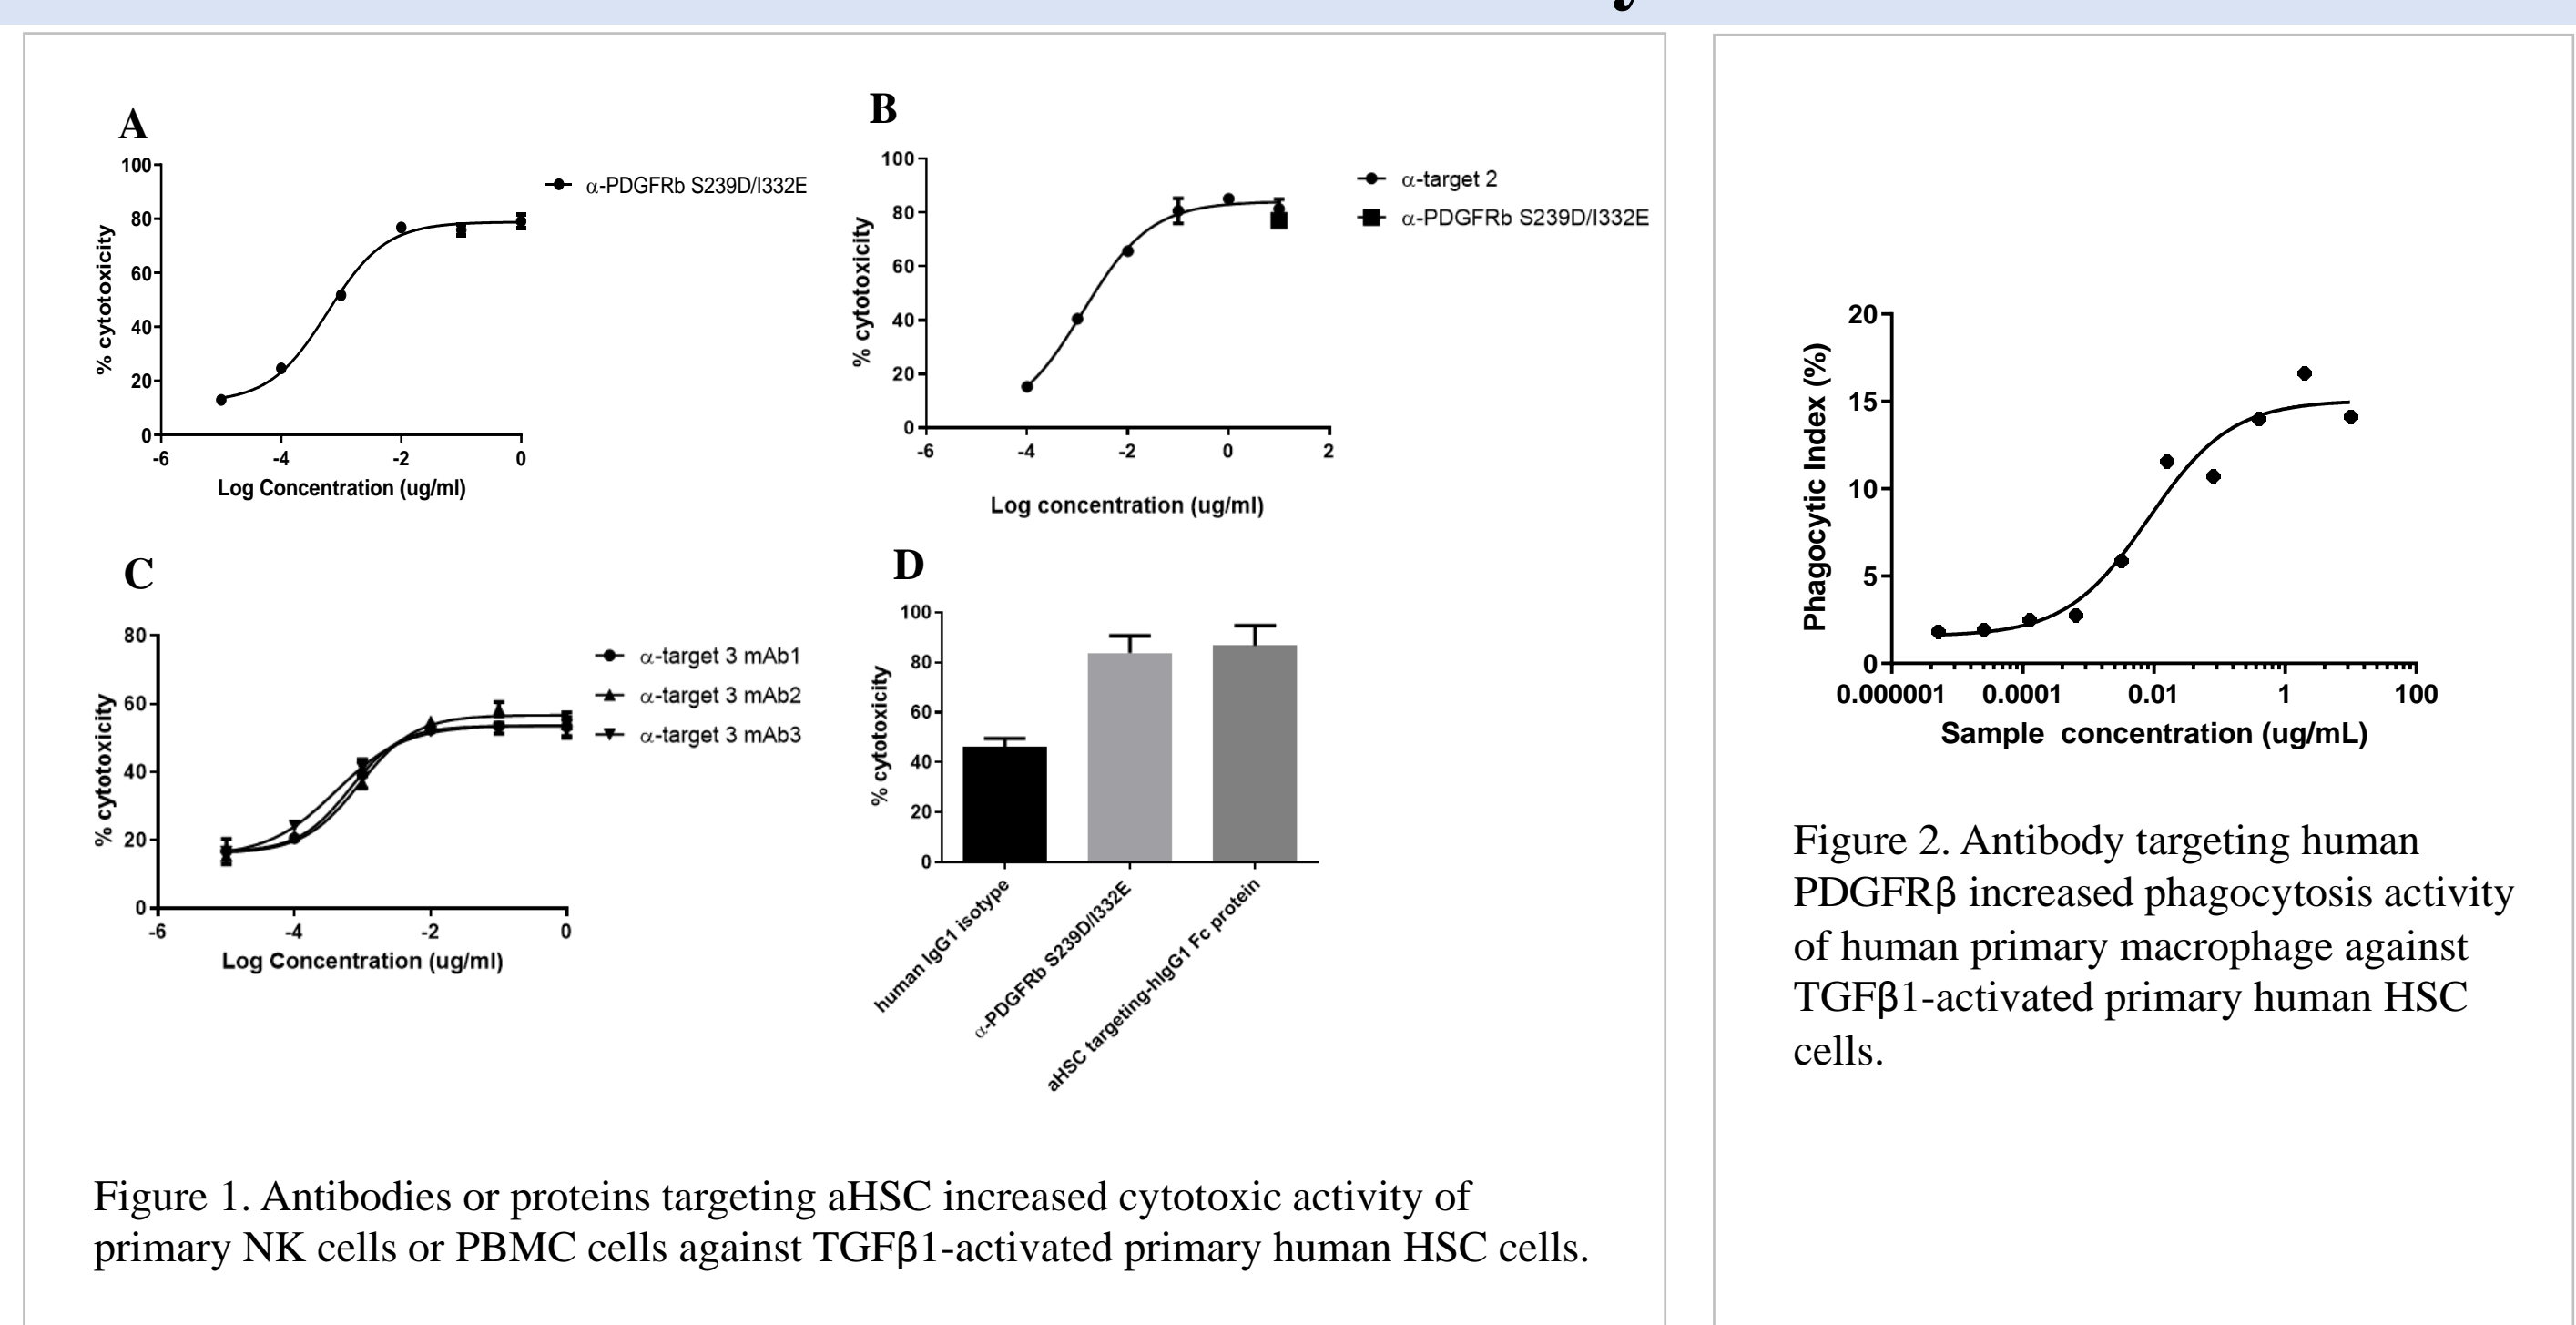 A
100
80
60
40
20
0
-6 -4 -2 0
% cytotoxicity
Log Concentration (ug/ml)
α-PDGFRb S239D/I332E
B
100
80
60
40
20
0
-6 -4 -2 0 2
% cytotoxicity
Log concentration (ug/ml)
α-target 2
α-PDGFRb S239D/I332E
C
80
60
40
20
0
-6 -4 -2 0
% cytotoxicity
Log Concentration (ug/ml)
α-target 3 mAb1
α-target 3 mAb2
α-target 3 mAb3
D
100
80
60
40
20
0
% cytotoxicity
human IgG1 isotype
α-PDGFRb S239D/I332E
aHSC targeting-hIgG1 Fc protein
Figure 1. Antibodies or proteins targeting aHSC increased cytotoxic activity of
primary NK cells or PBMC cells against TGFβ1-activated primary human HSC cells.
20
15
10
5
0
0.000001 0.0001 0.01 1 100
Phagocytic Index (%)
Sample concentration (ug/mL)
Figure 2. Antibody targeting human
PDGFRβ increased phagocytosis activity
of human primary macrophage against
TGFβ1-activated primary human HSC
cells.